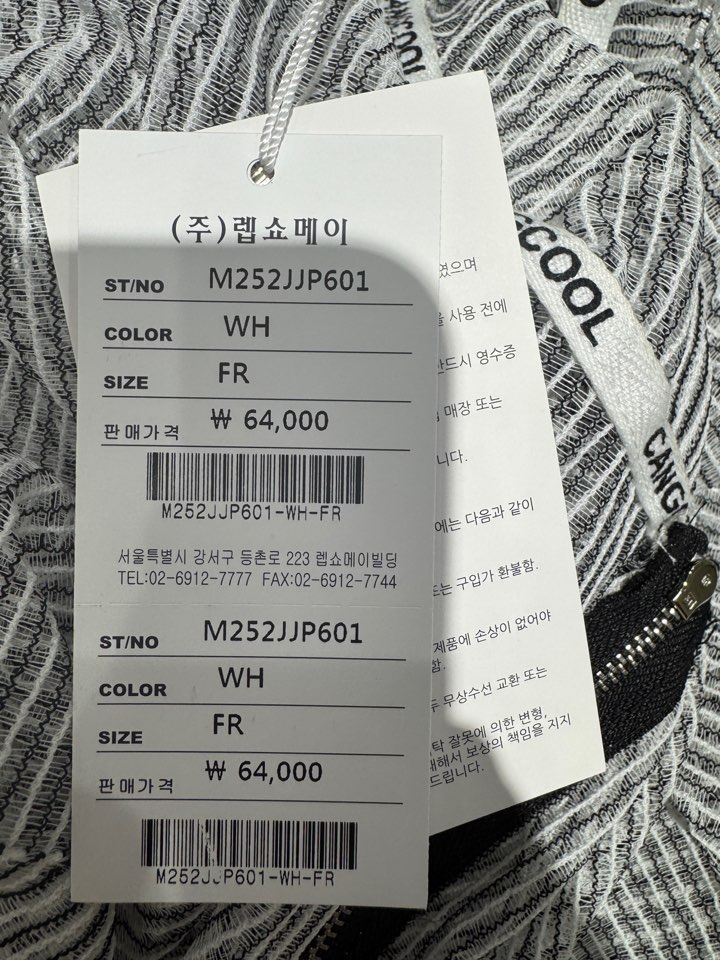 (주)렙쇼메이
ST/NO M252JJP601
COLOR WH
SIZE FR
판매가격 ₩ 64,000
M252JJP601-WH-FR
서울특별시 강서구 등촌로 223 렙쇼메이빌딩
TEL:02-6912-7777 FAX:02-6912-7744
ST/NO M252JJP601
COLOR WH
SIZE FR
판매가격 ₩ 64,000
M252JJP601-WH-FR
였으며
사용 전에
반드시 영수증
매장 또는
니다.
에는 다음과 같이
또는 구입가 환불함.
제품에 손상이 없어야
함.
무상수선 교환 또는
탁 잘못에 의한 변형,
대해서 보상의 책임을 지지
드립니다.
COOL
CANG